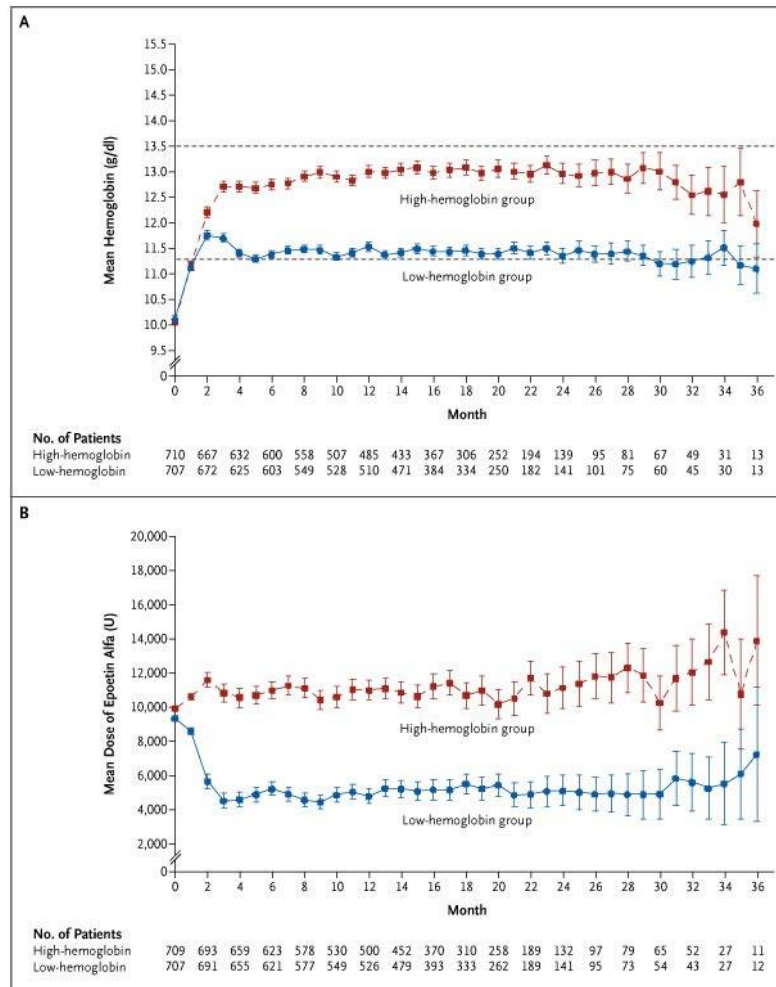 A
15.5
15.0
14.5
14.0
13.5
13.0
12.5
12.0
11.5
11.0
10.5
10.0
9.5
0
Mean Hemoglobin (g/dl)
High-hemoglobin group
Low-hemoglobin group
0 2 4 6 8 10 12 14 16 18 20 22 24 26 28 30 32 34 36
Month
No. of Patients
High-hemoglobin 710 667 632 600 558 507 485 433 367 306 252 194 139 95 81 67 49 31 13
Low-hemoglobin 707 672 625 603 549 528 510 471 384 334 250 182 141 101 75 60 45 30 13
B
20,000
18,000
16,000
14,000
12,000
10,000
8,000
6,000
4,000
2,000
0
Mean Dose of Epoetin Alfa (U)
High-hemoglobin group
Low-hemoglobin group
0 2 4 6 8 10 12 14 16 18 20 22 24 26 28 30 32 34 36
Month
No. of Patients
High-hemoglobin 709 693 659 623 578 530 500 452 370 310 258 189 132 97 79 65 52 27 11
Low-hemoglobin 707 691 655 621 577 549 526 479 393 333 262 189 141 95 73 54 43 27 12